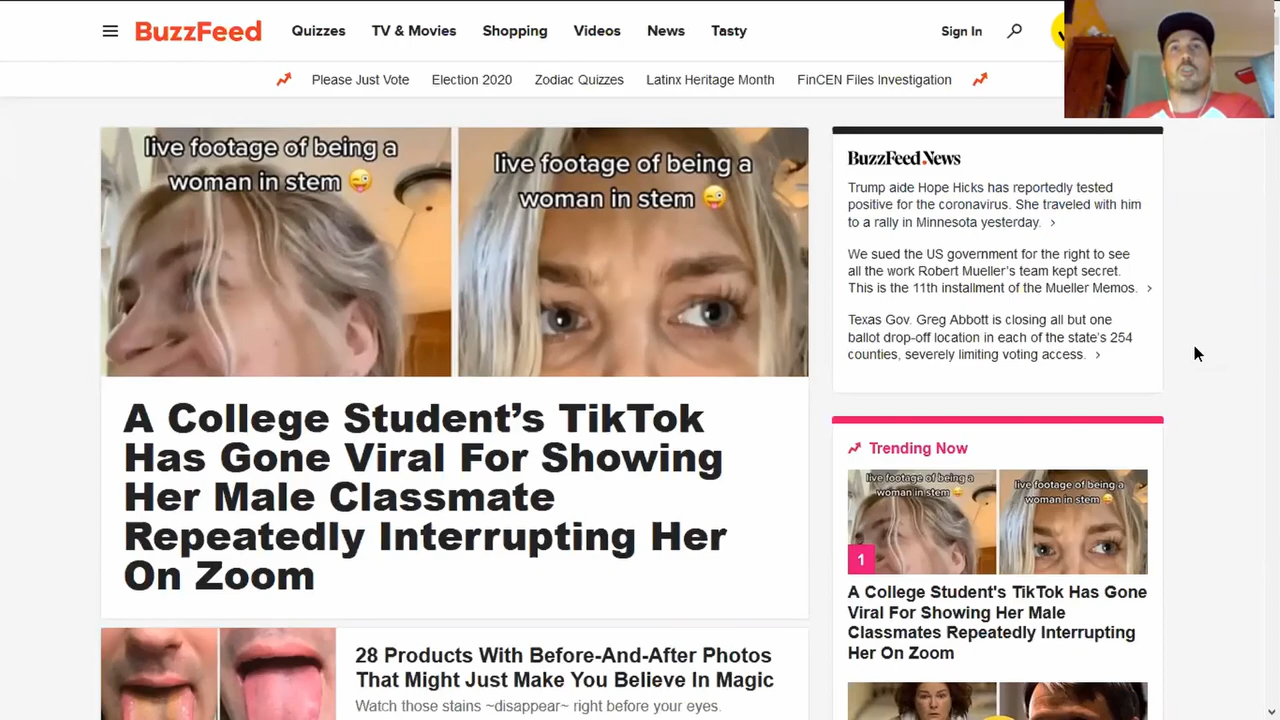 BuzzFeed
Quizzes
TV & Movies
Shopping
Videos
News
Tasty
Sign In
Please Just Vote
Election 2020
Zodiac Quizzes
Latinx Heritage Month
FinCEN Files Investigation
live footage of being a
woman in stem 😜
live footage of being a
woman in stem 😜
A College Student's TikTok
Has Gone Viral For Showing
Her Male Classmate
Repeatedly Interrupting Her
On Zoom
28 Products With Before-And-After Photos
That Might Just Make You Believe In Magic
Watch those stains ~disappear~ right before your eyes.
BuzzFeed News
Trump aide Hope Hicks has reportedly tested
positive for the coronavirus. She traveled with him
to a rally in Minnesota yesterday. ›
We sued the US government for the right to see
all the work Robert Mueller's team kept secret.
This is the 11th installment of the Mueller Memos. ›
Texas Gov. Greg Abbott is closing all but one
ballot drop-off location in each of the state's 254
counties, severely limiting voting access. ›
Trending Now
live footage of being a
woman in stem 😜
live footage of being a
woman in stem 😜
1
A College Student's TikTok Has Gone
Viral For Showing Her Male
Classmates Repeatedly Interrupting
Her On Zoom